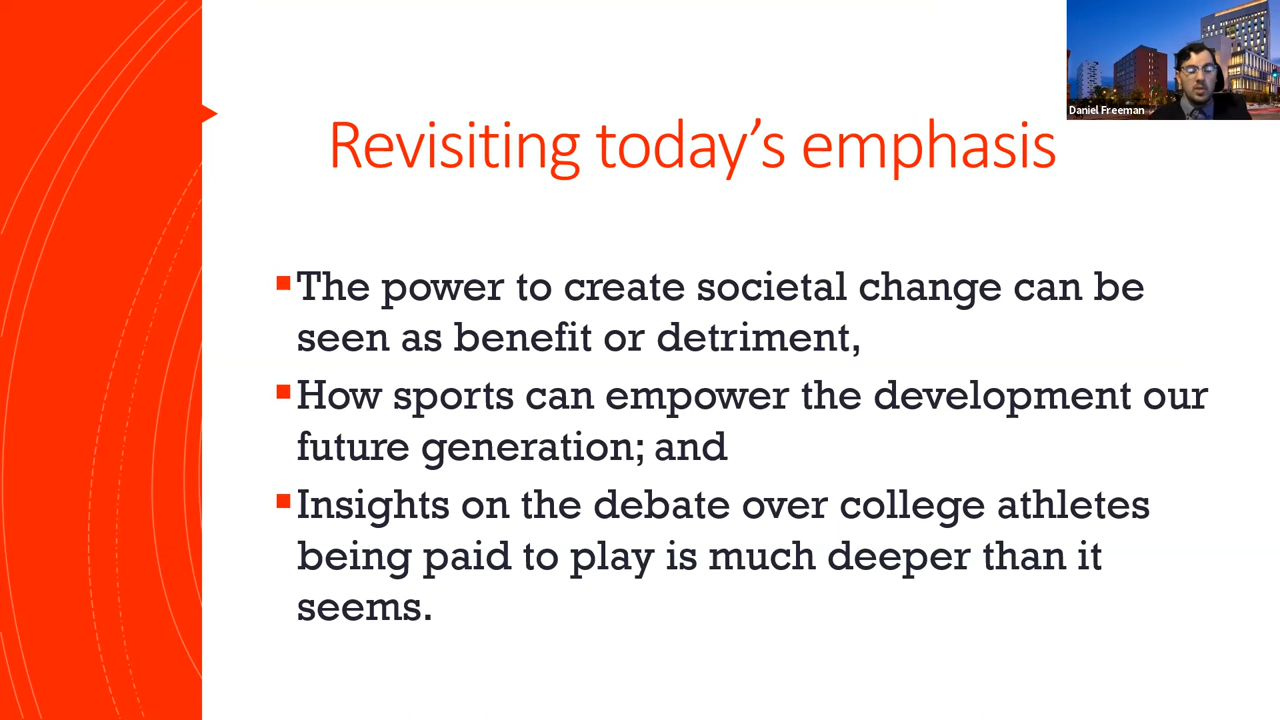 Daniel Freeman
Revisiting today's emphasis
The power to create societal change can be
seen as benefit or detriment,
How sports can empower the development our
future generation; and
Insights on the debate over college athletes
being paid to play is much deeper than it
seems.